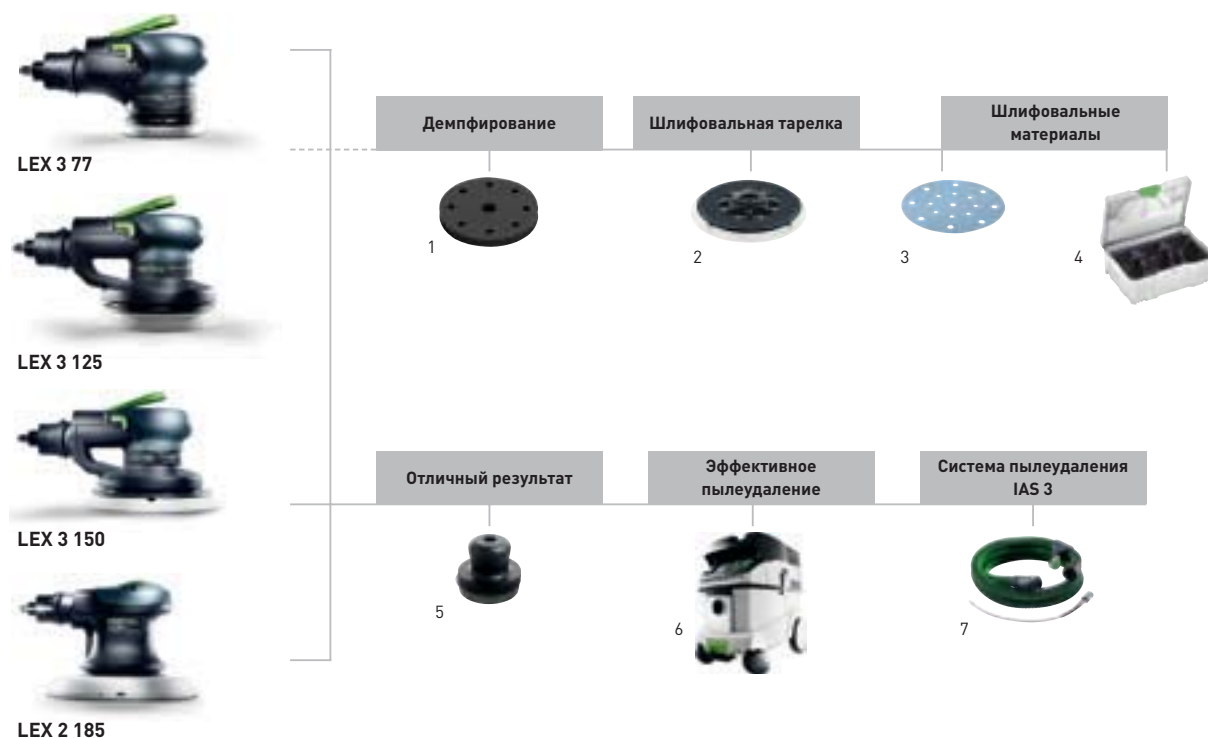 LEX 3 77
LEX 3 125
LEX 3 150
LEX 2 185
Демпфирование
Шлифовальная тарелка
Шлифовальные
материалы
1
2
3
4
Отличный результат
Эффективное
пылеудаление
Система пылеудаления
IAS 3
5
6
7